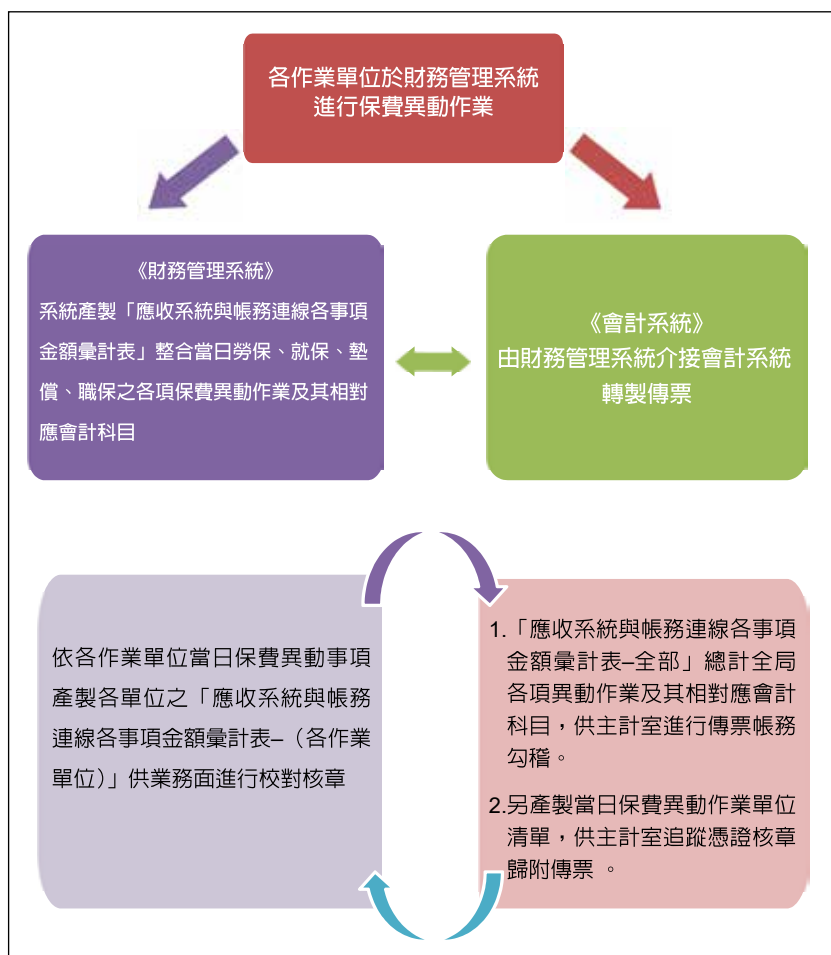 各作業單位於財務管理系統
進行保費異動作業
《財務管理系統》
系統產製「應收系統與帳務連線各事項
金額彙計表」整合當日勞保、就保、墊
償、職保之各項保費異動作業及其相對
應會計科目
《會計系統》
由財務管理系統介接會計系統
轉製傳票
依各作業單位當日保費異動事項
產製各單位之「應收系統與帳務
連線各事項金額彙計表–（各作業
單位）」供業務面進行校對核章
1.「應收系統與帳務連線各事項
金額彙計表–全部」總計全局
各項異動作業及其相對應會計
科目，供主計室進行傳票帳務
勾稽。
2.另產製當日保費異動作業單位
清單，供主計室追蹤憑證核章
歸附傳票 。